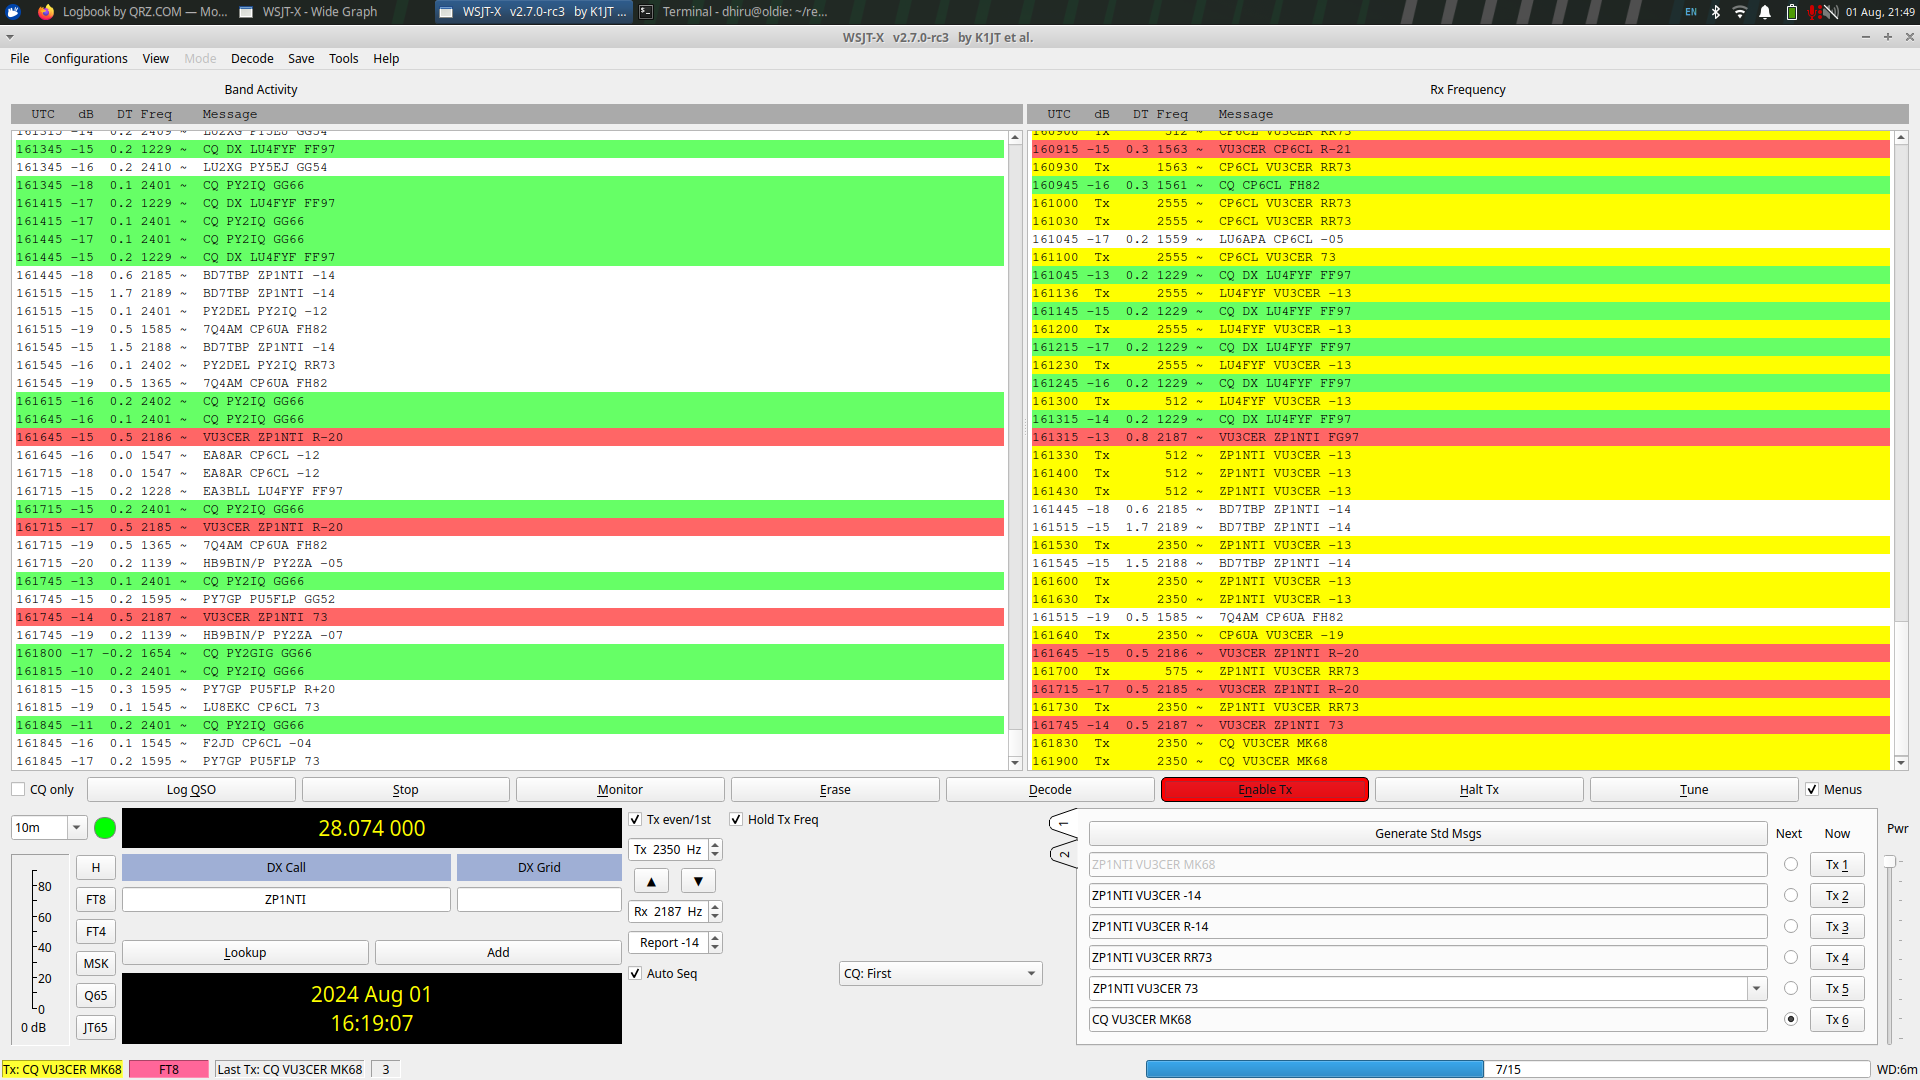 Logbook by QRZ.COM — Mo... WSJT-X - Wide Graph WSJT-X v2.7.0-rc3 by K1JT ... Terminal - dhiru@oldie: ~/re... EN 01 Aug, 21:49
WSJT-X v2.7.0-rc3 by K1JT et al.
File Configurations View Mode Decode Save Tools Help
Band Activity
UTC dB DT Freq Message
161315 -14 0.2 2409 ~ LU2XG PY5EJ GG54
161345 -15 0.2 1229 ~ CQ DX LU4FYF FF97
161345 -16 0.2 2410 ~ LU2XG PY5EJ GG54
161345 -18 0.1 2401 ~ CQ PY2IQ GG66
161415 -17 0.2 1229 ~ CQ DX LU4FYF FF97
161415 -17 0.1 2401 ~ CQ PY2IQ GG66
161445 -17 0.1 2401 ~ CQ PY2IQ GG66
161445 -15 0.2 1229 ~ CQ DX LU4FYF FF97
161445 -18 0.6 2185 ~ BD7TBP ZP1NTI -14
161515 -15 1.7 2189 ~ BD7TBP ZP1NTI -14
161515 -15 0.1 2401 ~ PY2DEL PY2IQ -12
161515 -19 0.5 1585 ~ 7Q4AM CP6UA FH82
161545 -15 1.5 2188 ~ BD7TBP ZP1NTI -14
161545 -16 0.1 2402 ~ PY2DEL PY2IQ RR73
161545 -19 0.5 1365 ~ 7Q4AM CP6UA FH82
161615 -16 0.2 2402 ~ CQ PY2IQ GG66
161645 -16 0.1 2401 ~ CQ PY2IQ GG66
161645 -15 0.5 2186 ~ VU3CER ZP1NTI R-20
161645 -16 0.0 1547 ~ EA8AR CP6CL -12
161715 -18 0.0 1547 ~ EA8AR CP6CL -12
161715 -15 0.2 1228 ~ EA3BLL LU4FYF FF97
161715 -15 0.2 2401 ~ CQ PY2IQ GG66
161715 -17 0.5 2185 ~ VU3CER ZP1NTI R-20
161715 -19 0.5 1365 ~ 7Q4AM CP6UA FH82
161715 -20 0.2 1139 ~ HB9BIN/P PY2ZA -05
161745 -13 0.1 2401 ~ CQ PY2IQ GG66
161745 -15 0.2 1595 ~ PY7GP PU5FLP GG52
161745 -14 0.5 2187 ~ VU3CER ZP1NTI 73
161745 -19 0.2 1139 ~ HB9BIN/P PY2ZA -07
161800 -17 -0.2 1654 ~ CQ PY2GIG GG66
161815 -10 0.2 2401 ~ CQ PY2IQ GG66
161815 -15 0.3 1595 ~ PY7GP PU5FLP R+20
161815 -19 0.1 1545 ~ LU8EKC CP6CL 73
161845 -11 0.2 2401 ~ CQ PY2IQ GG66
161845 -16 0.1 1545 ~ F2JD CP6CL -04
161845 -17 0.2 1595 ~ PY7GP PU5FLP 73
Rx Frequency
UTC dB DT Freq Message
160900 Tx 512 ~ CP6CL VU3CER RR73
160915 -15 0.3 1563 ~ VU3CER CP6CL R-21
160930 Tx 1563 ~ CP6CL VU3CER RR73
160945 -16 0.3 1561 ~ CQ CP6CL FH82
161000 Tx 2555 ~ CP6CL VU3CER RR73
161030 Tx 2555 ~ CP6CL VU3CER RR73
161045 -17 0.2 1559 ~ LU6APA CP6CL -05
161100 Tx 2555 ~ CP6CL VU3CER 73
161045 -13 0.2 1229 ~ CQ DX LU4FYF FF97
161136 Tx 2555 ~ LU4FYF VU3CER -13
161145 -15 0.2 1229 ~ CQ DX LU4FYF FF97
161200 Tx 2555 ~ LU4FYF VU3CER -13
161215 -17 0.2 1229 ~ CQ DX LU4FYF FF97
161230 Tx 2555 ~ LU4FYF VU3CER -13
161245 -16 0.2 1229 ~ CQ DX LU4FYF FF97
161300 Tx 512 ~ LU4FYF VU3CER -13
161315 -14 0.2 1229 ~ CQ DX LU4FYF FF97
161315 -13 0.8 2187 ~ VU3CER ZP1NTI FG97
161330 Tx 512 ~ ZP1NTI VU3CER -13
161400 Tx 512 ~ ZP1NTI VU3CER -13
161430 Tx 512 ~ ZP1NTI VU3CER -13
161445 -18 0.6 2185 ~ BD7TBP ZP1NTI -14
161515 -15 1.7 2189 ~ BD7TBP ZP1NTI -14
161530 Tx 2350 ~ ZP1NTI VU3CER -13
161545 -15 1.5 2188 ~ BD7TBP ZP1NTI -14
161600 Tx 2350 ~ ZP1NTI VU3CER -13
161630 Tx 2350 ~ ZP1NTI VU3CER -13
161515 -19 0.5 1585 ~ 7Q4AM CP6UA FH82
161640 Tx 2350 ~ CP6UA VU3CER -19
161645 -15 0.5 2186 ~ VU3CER ZP1NTI R-20
161700 Tx 575 ~ ZP1NTI VU3CER RR73
161715 -17 0.5 2185 ~ VU3CER ZP1NTI R-20
161730 Tx 2350 ~ ZP1NTI VU3CER RR73
161745 -14 0.5 2187 ~ VU3CER ZP1NTI 73
161830 Tx 2350 ~ CQ VU3CER MK68
161900 Tx 2350 ~ CQ VU3CER MK68
CQ only Log QSO Stop Monitor Erase Decode Enable Tx Halt Tx Tune Menus
10m 28.074 000
80
60
40
20
0
0 dB
H
FT8
FT4
MSK
Q65
JT65
DX Call DX Grid
ZP1NTI
Lookup Add
2024 Aug 01
16:19:07
Tx even/1st Hold Tx Freq
Tx 2350 Hz
▲ ▼
Rx 2187 Hz
Report -14
Auto Seq CQ: First
1
2
Generate Std Msgs Next Now Pwr
ZP1NTI VU3CER MK68 Tx 1
ZP1NTI VU3CER -14 Tx 2
ZP1NTI VU3CER R-14 Tx 3
ZP1NTI VU3CER RR73 Tx 4
ZP1NTI VU3CER 73 Tx 5
CQ VU3CER MK68 Tx 6
Tx: CQ VU3CER MK68 FT8 Last Tx: CQ VU3CER MK68 3 7/15 WD:6m